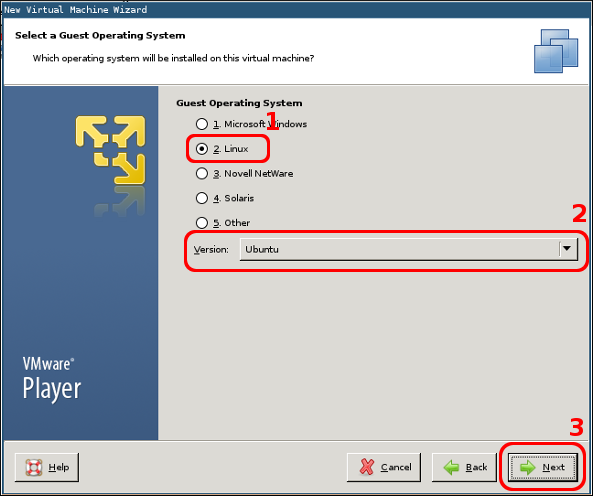 New Virtual Machine Wizard
Select a Guest Operating System
Which operating system will be installed on this virtual machine?
Guest Operating System
1
1. Microsoft Windows
2. Linux
3. Novell NetWare
4. Solaris
5. Other
2
Version: Ubuntu
VMware®
Player
3
Help Cancel Back Next